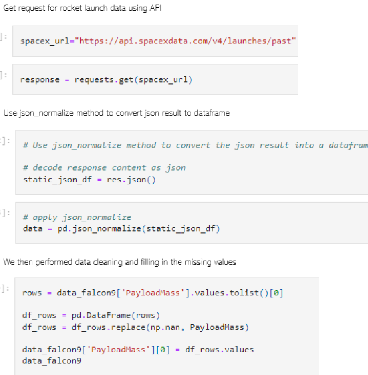 Get request for rocket launch data using API
spacex_url="https://api.spacexdata.com/v4/launches/past"
response = requests.get(spacex_url)
Use json_normalize method to convert json result to dataframe
# Use json_normalize method to convert the json result into a datafram
# decode response content as json
static_json_df = res.json()
# apply json_normalize
data = pd.json_normalize(static_json_df)
We then performed data cleaning and filling in the missing values
rows = data_falcon9['PayloadMass'].values.tolist()[0]
df_rows = pd.DataFrame(rows)
df_rows = df_rows.replace(np.nan, PayloadMass)
data_falcon9['PayloadMass'][0] = df_rows.values
data_falcon9